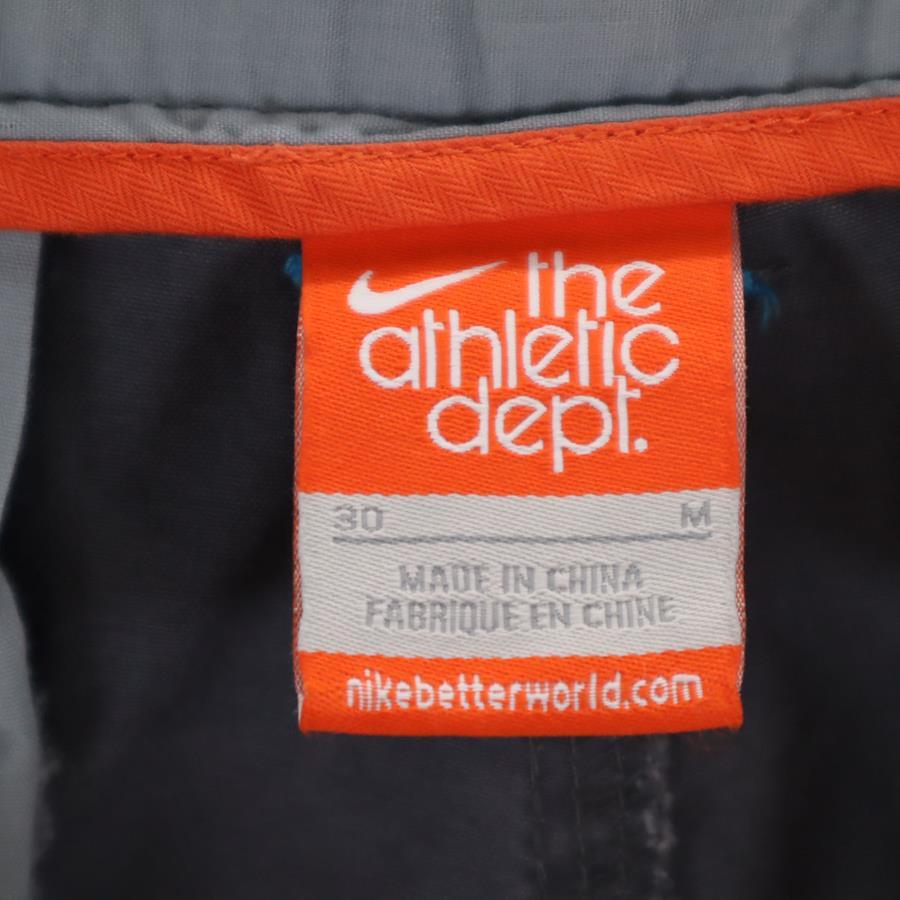 the
athletic
dept.
30 M
MADE IN CHINA
FABRIQUE EN CHINE
nikebetterworld.com